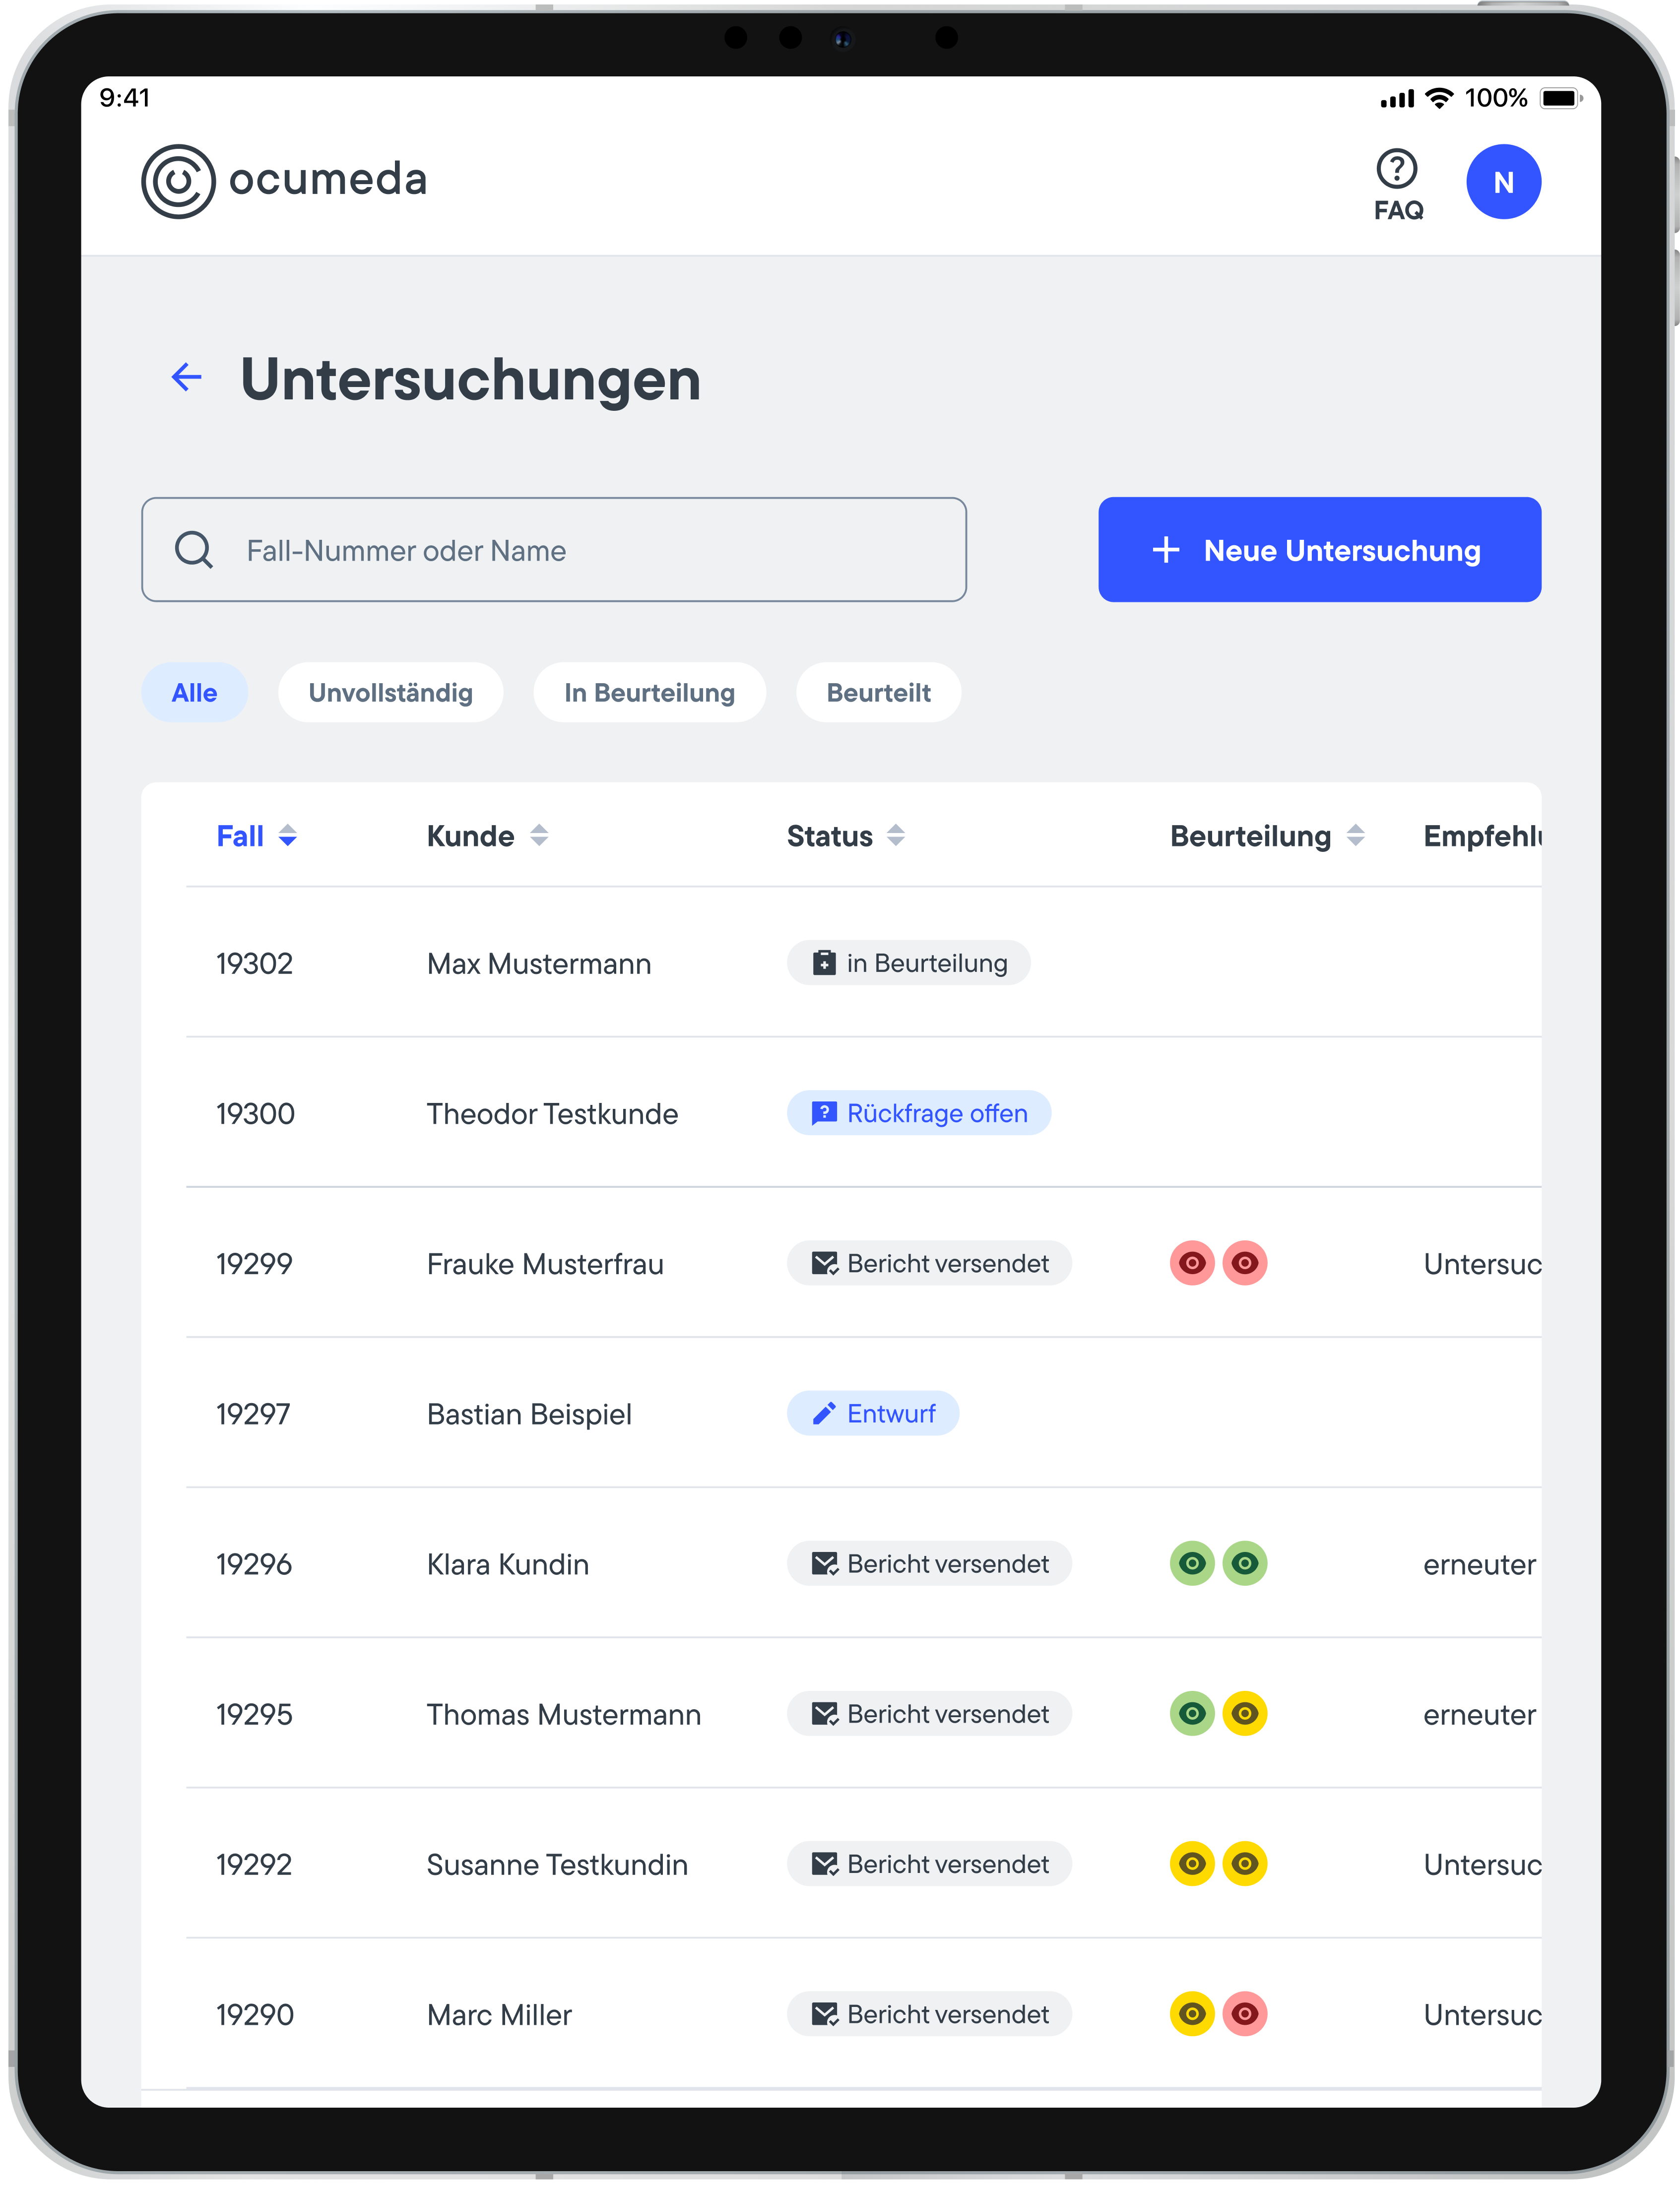 9:41 100%
ocumeda
FAQ
N
Untersuchungen
Fall-Nummer oder Name
Neue Untersuchung
Alle Unvollständig In Beurteilung Beurteilt
Fall Kunde Status Beurteilung Empfehlu
19302 Max Mustermann in Beurteilung
19300 Theodor Testkunde Rückfrage offen
19299 Frauke Musterfrau Bericht versendet Untersuc
19297 Bastian Beispiel Entwurf
19296 Klara Kundin Bericht versendet erneuter
19295 Thomas Mustermann Bericht versendet erneuter
19292 Susanne Testkundin Bericht versendet Untersuc
19290 Marc Miller Bericht versendet Untersuc